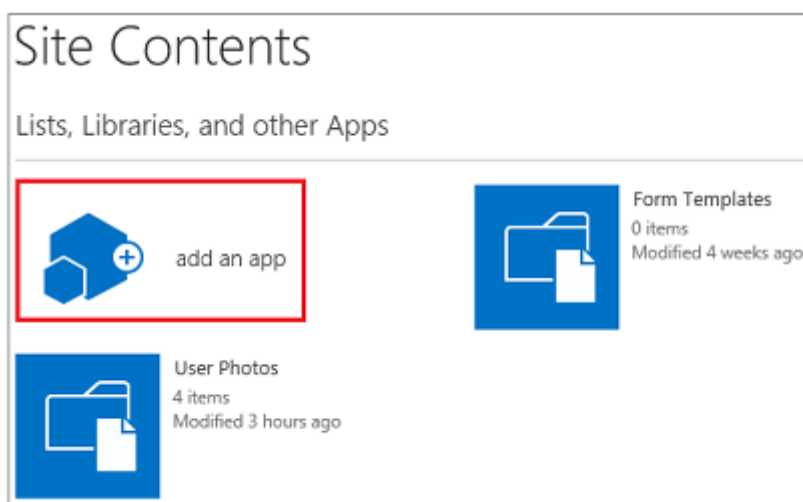 Site Contents
Lists, Libraries, and other Apps
add an app
Form Templates
0 items
Modified 4 weeks ago
User Photos
4 items
Modified 3 hours ago